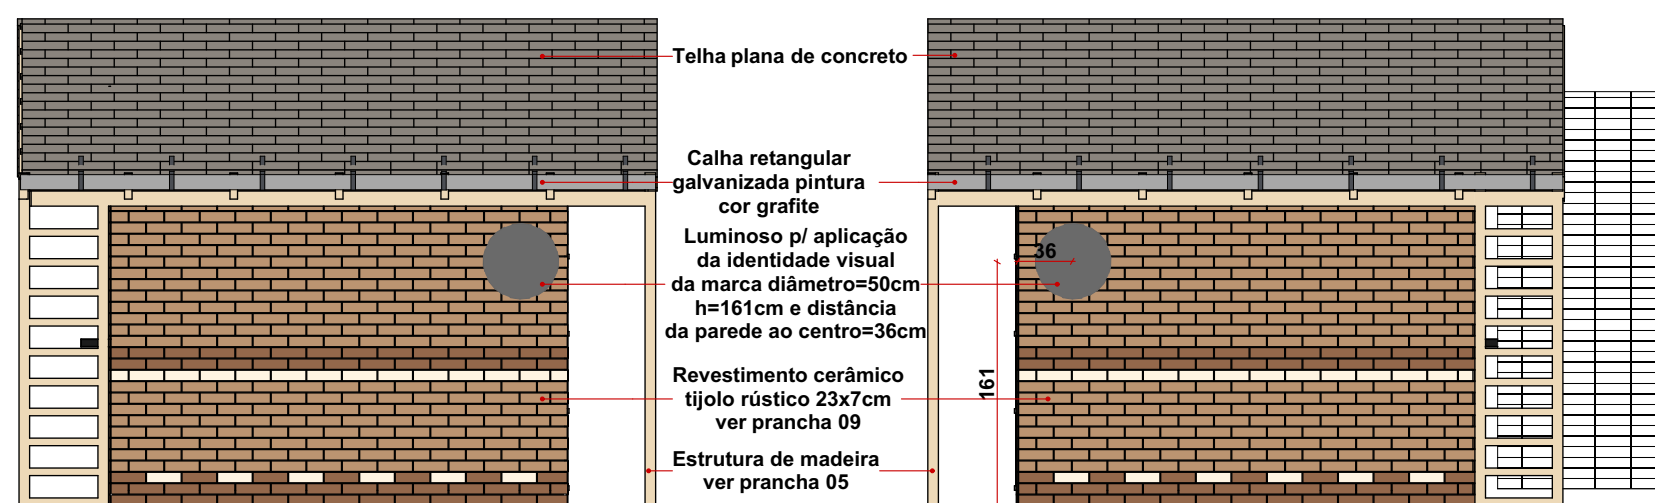 Telha plana de concreto
Calha retangular
galvanizada pintura
cor grafite
Luminoso p/ aplicação
da identidade visual
da marca diâmetro=50cm
h=161cm e distância
da parede ao centro=36cm
Revestimento cerâmico
tijolo rústico 23x7cm
ver prancha 09
Estrutura de madeira
ver prancha 05
36
161